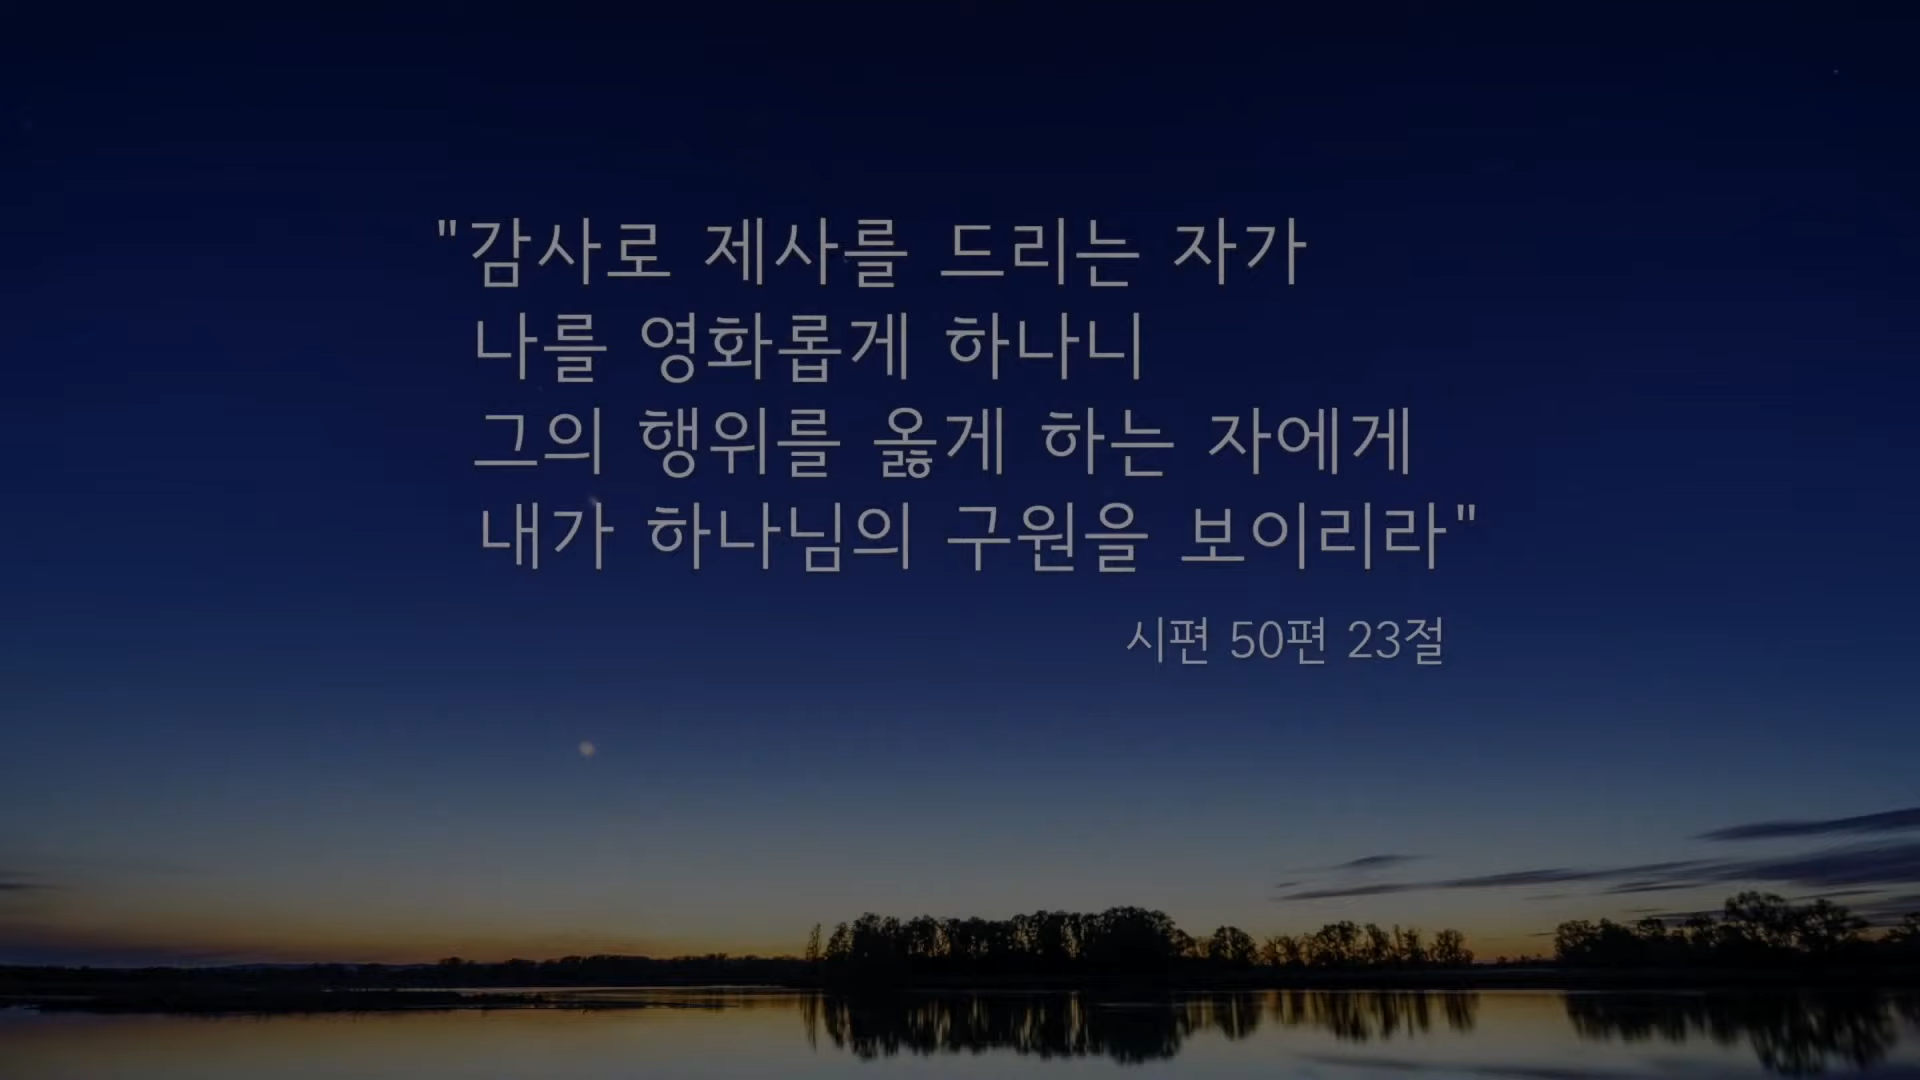 "감사로 제사를 드리는 자가
나를 영화롭게 하나니
그의 행위를 옳게 하는 자에게
내가 하나님의 구원을 보이리라"
시편 50편 23절